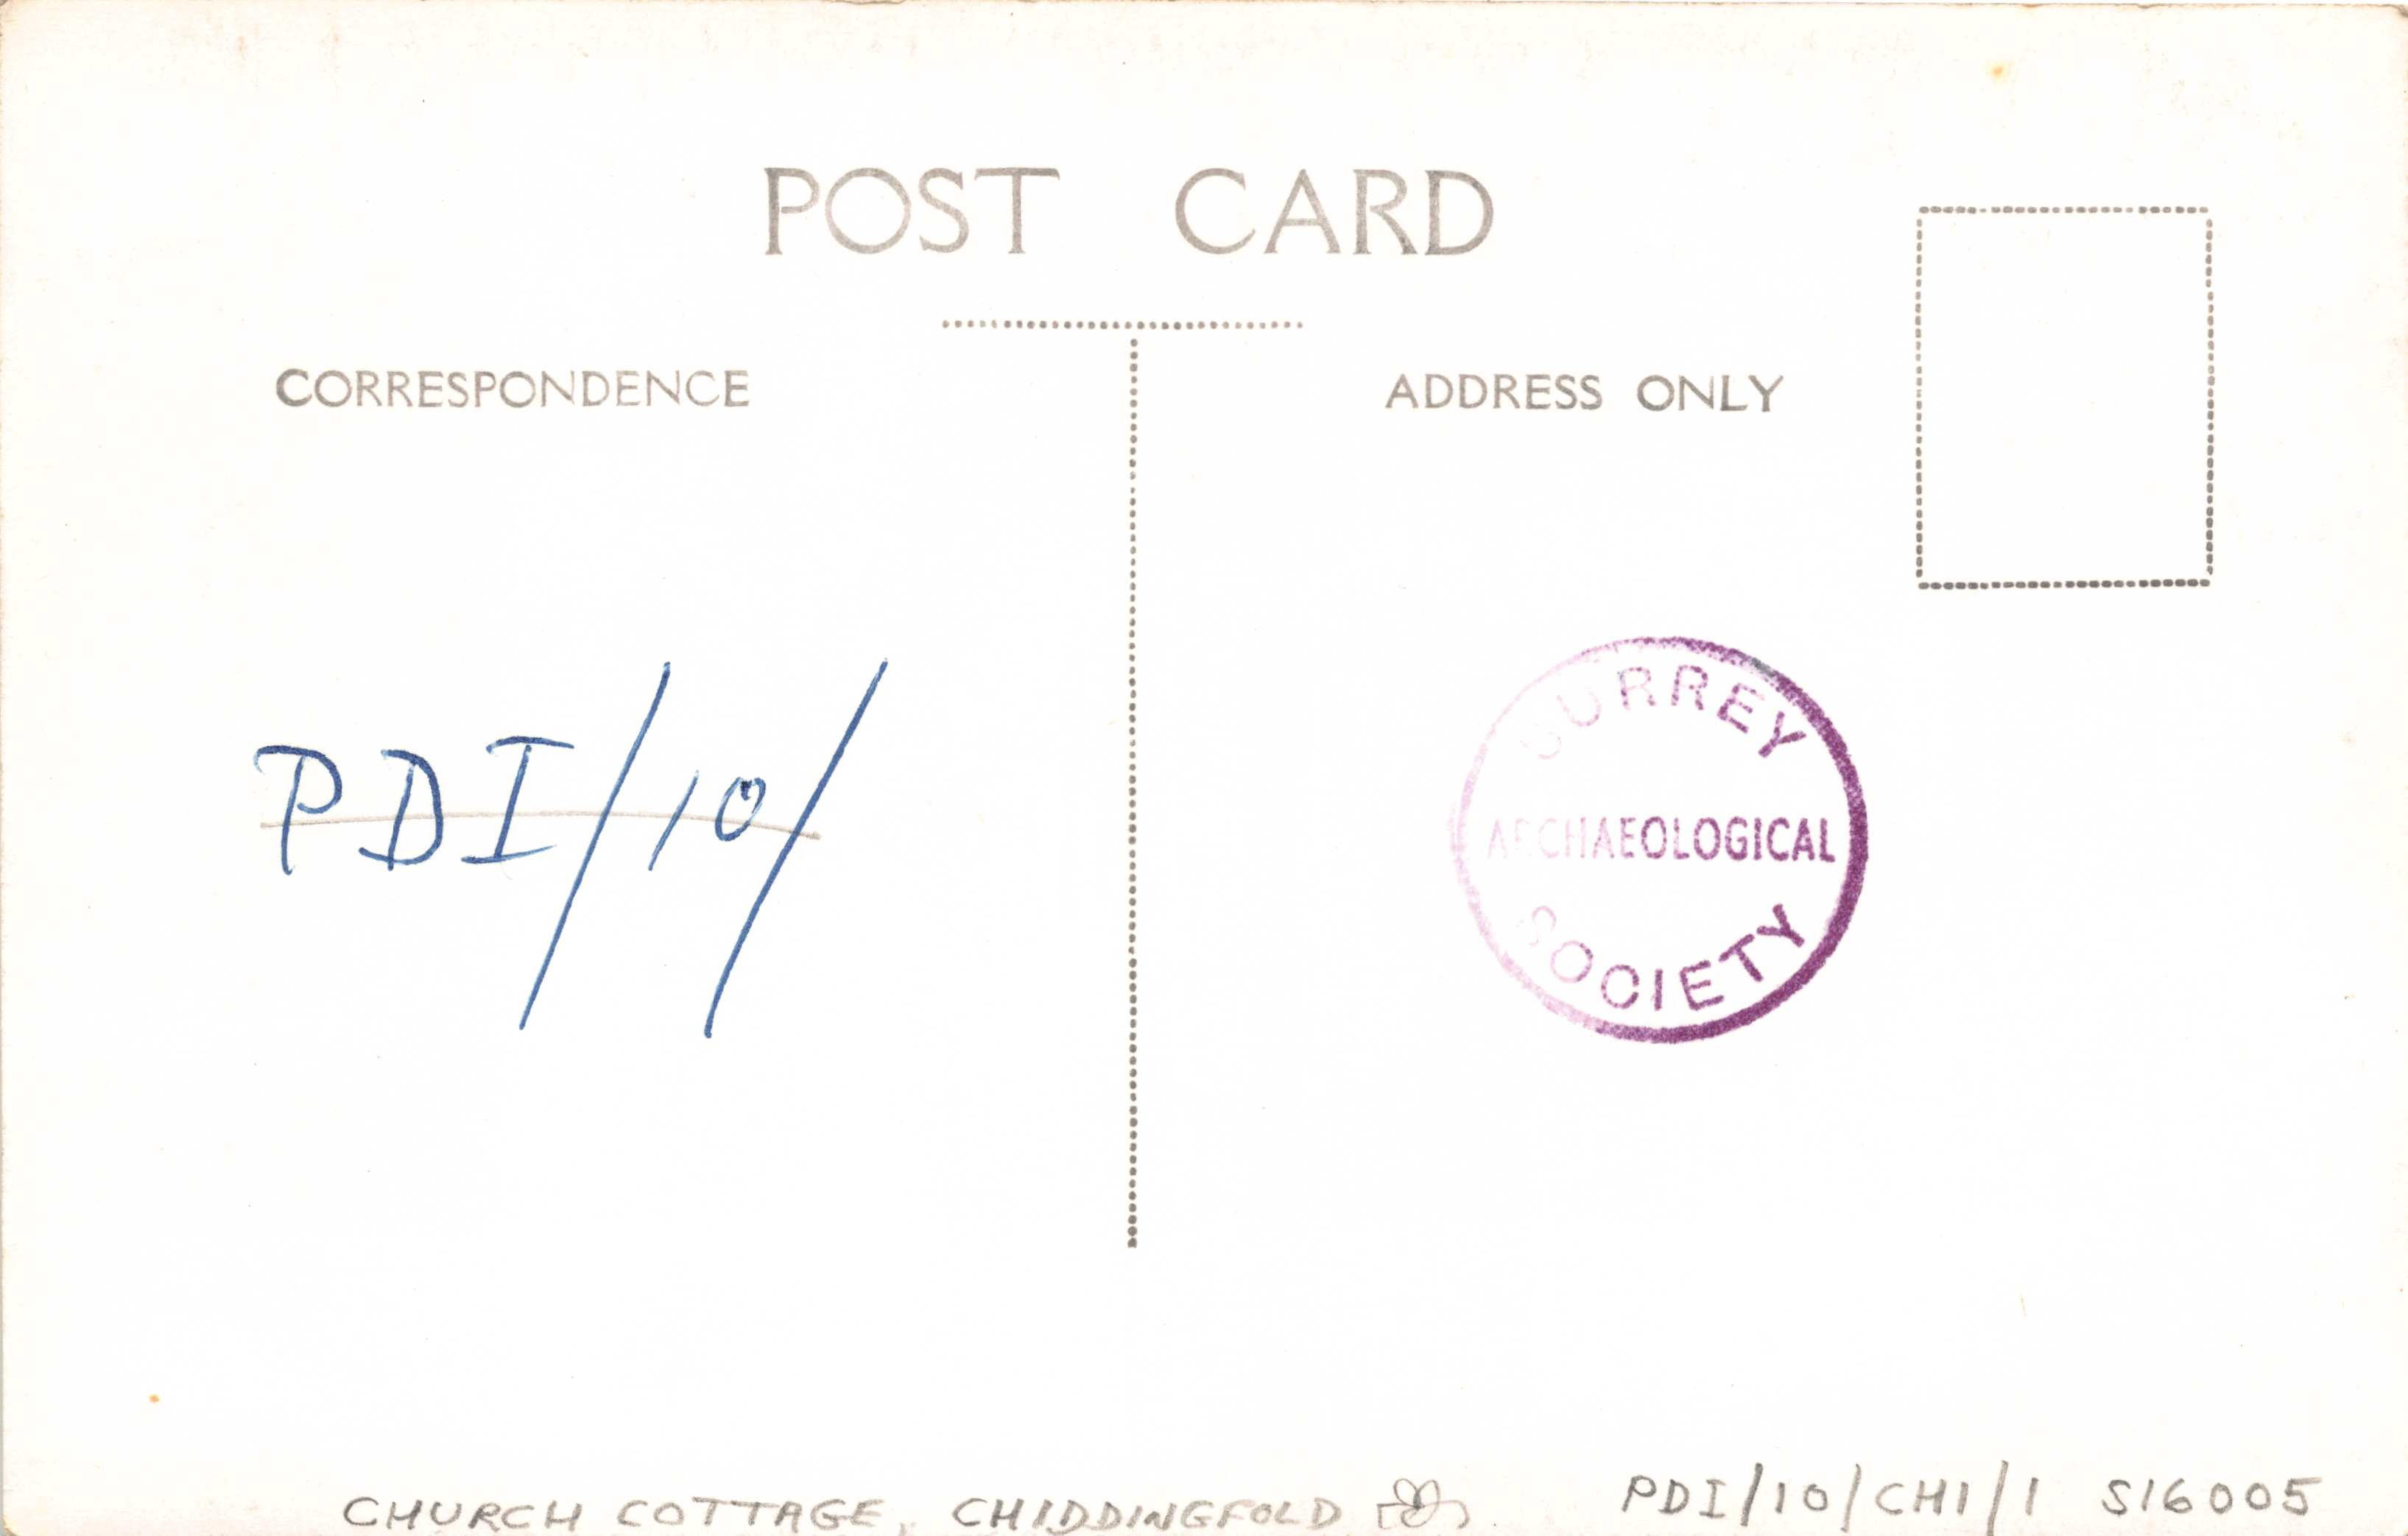 POST CARD
CORRESPONDENCE
ADDRESS ONLY
PDI/10/
SURREY
ARCHAEOLOGICAL
SOCIETY
CHURCH COTTAGE, CHIDDINGFOLD
PDI/10/CHI/1 S16005